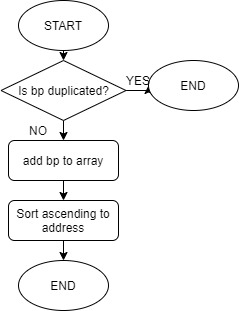 START
Is bp duplicated?
YES
END
NO
add bp to array
Sort ascending to
address
END